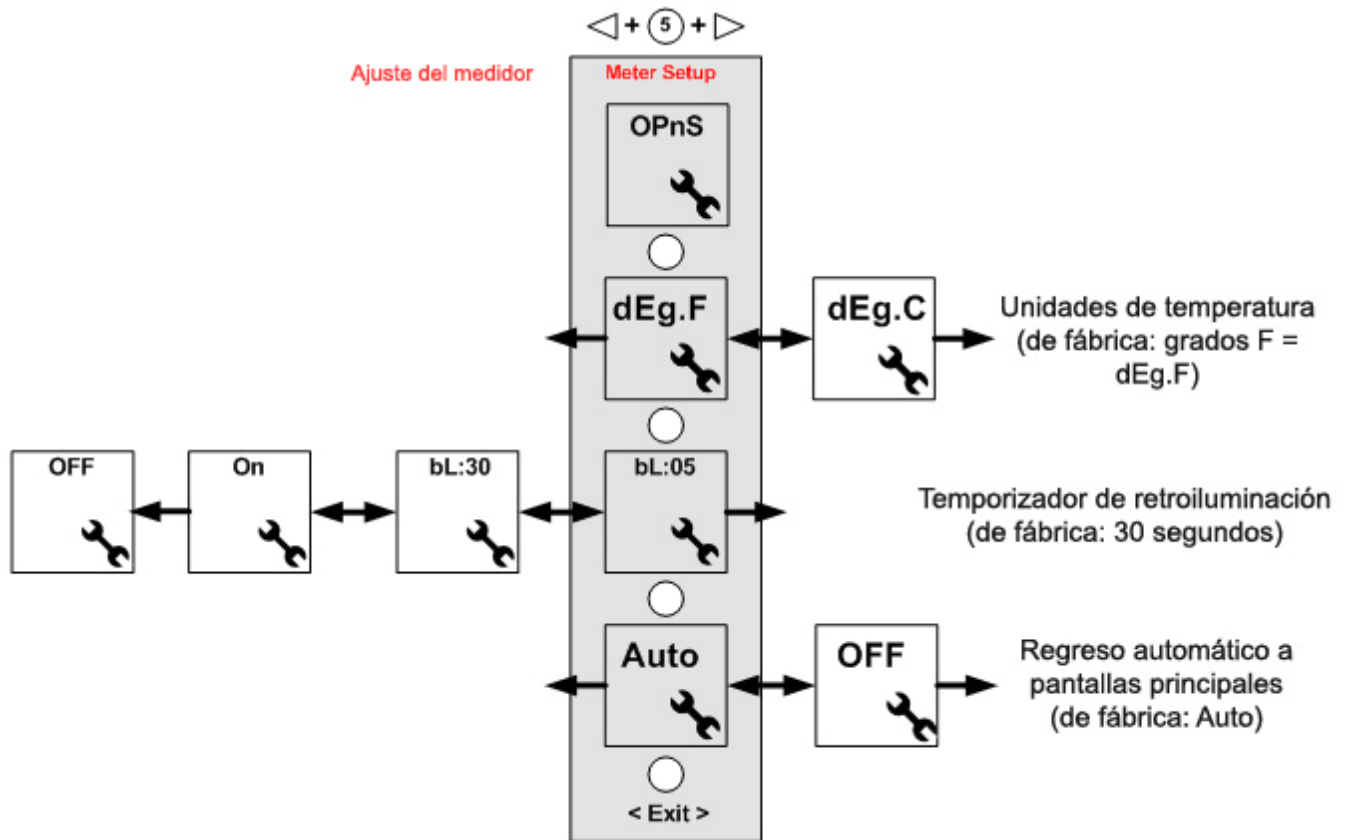 + 5 +
Ajuste del medidor
Meter Setup
OPnS
dEg.F
dEg.C
Unidades de temperatura
(de fábrica: grados F =
dEg.F)
OFF
On
bL:30
bL:05
Temporizador de retroiluminación
(de fábrica: 30 segundos)
Auto
OFF
Regreso automático a
pantallas principales
(de fábrica: Auto)
< Exit >